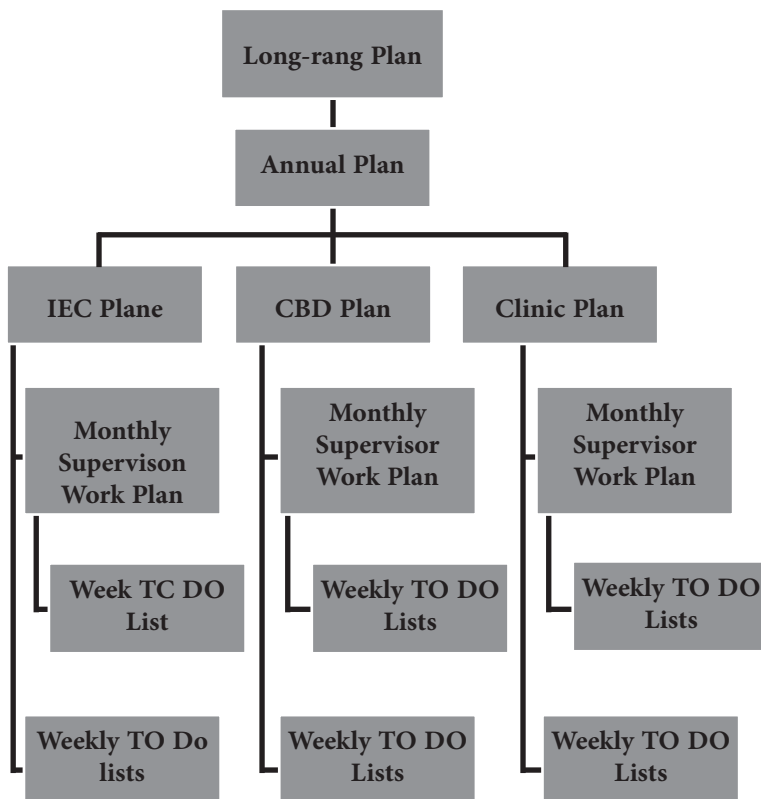 Long-rang Plan
Annual Plan
IEC Plane
CBD Plan
Clinic Plan
Monthly
Supervison
Work Plan
Monthly
Supervisor
Work Plan
Monthly
Supervisor
Work Plan
Week TC DO
List
Weekly TO DO
Lists
Weekly TO DO
Lists
Weekly TO Do
lists
Weekly TO DO
Lists
Weekly TO DO
Lists